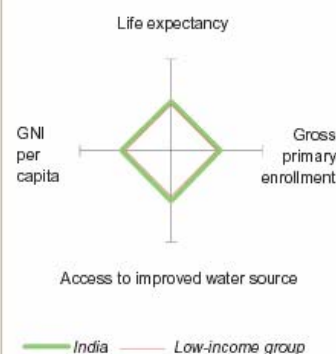 Life expectancy
GNI
per
capita
Gross
primary
enrollment
Access to improved water source
India
Low-income group